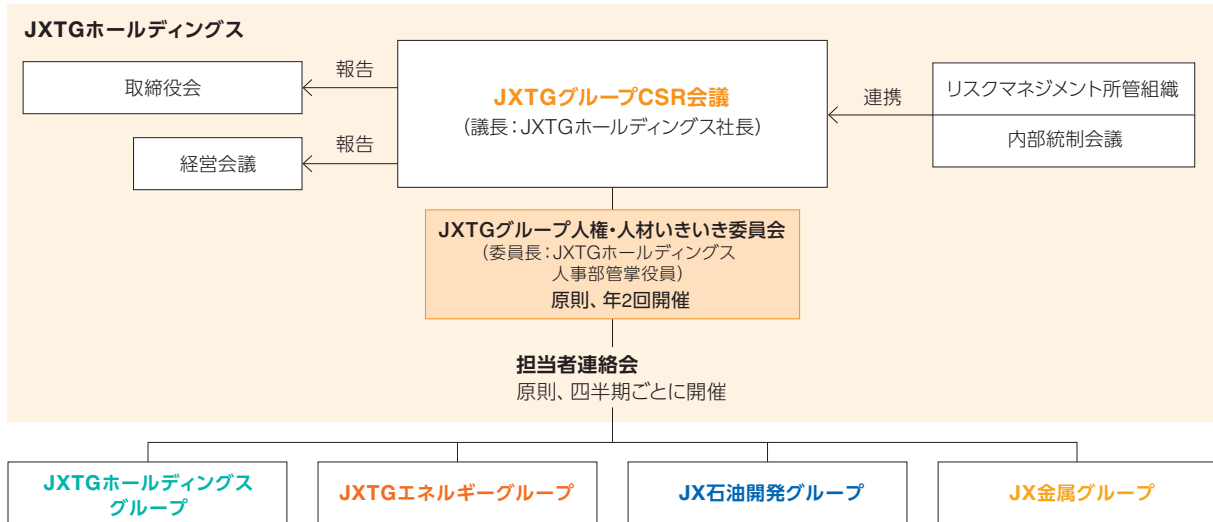 JXTGホールディングス
取締役会
報告
経営会議
報告
JXTGグループCSR会議
（議長：JXTGホールディングス社長）
連携
リスクマネジメント所管組織
内部統制会議
JXTGグループ人権・人材いきいき委員会
（委員長：JXTGホールディングス
人事部管掌役員）
原則、年2回開催
担当者連絡会
原則、四半期ごとに開催
JXTGホールディングス
グループ
JXTGエネルギーグループ
JX石油開発グループ
JX金属グループ